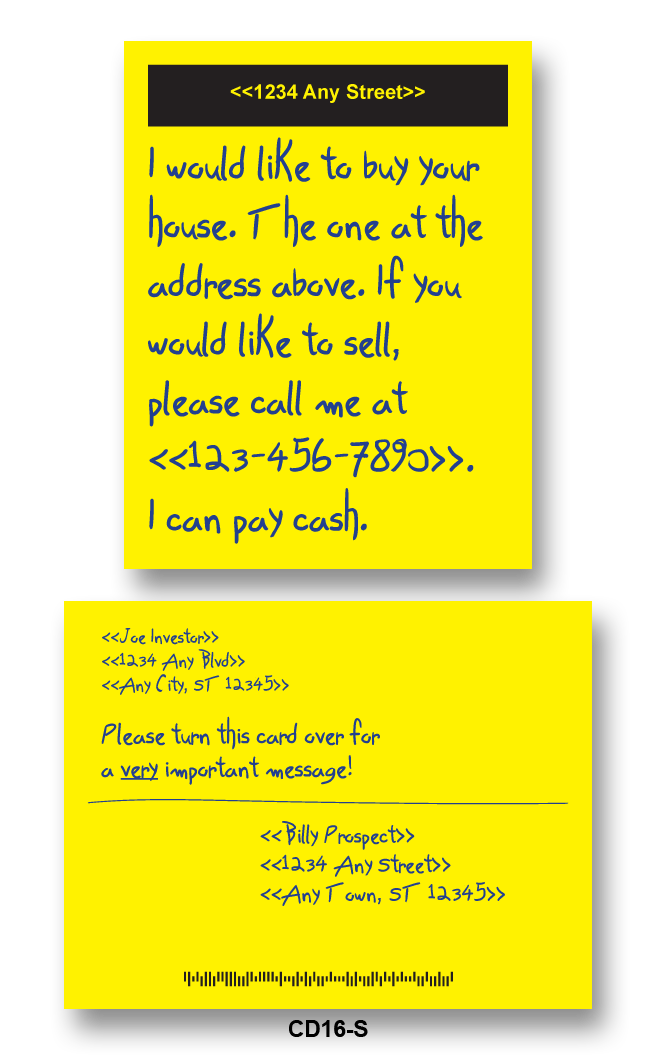 <<1234 Any Street>>
I would like to buy your
house. The one at the
address above. If you
would like to sell,
please call me at
<<123-456-7890>>.
I can pay cash.
<<Joe Investor>>
<<1234 Any Blvd>>
<<Any City, ST 12345>>
Please turn this card over for
a very important message!
<<Billy Prospect>>
<<1234 Any Street>>
<<Any Town, ST 12345>>
CD16-S